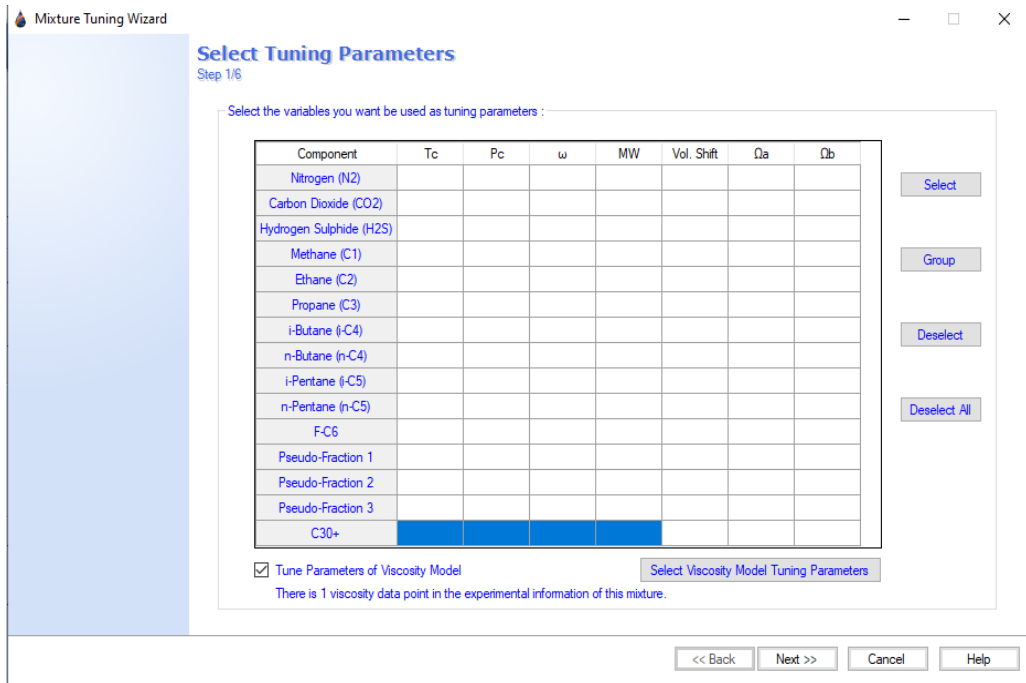 Mixture Tuning Wizard
Select Tuning Parameters
Step 1/6
Select the variables you want be used as tuning parameters :
Component Tc Pc ω MW Vol. Shift Ωa Ωb
Nitrogen (N2)
Select
Carbon Dioxide (CO2)
Hydrogen Sulphide (H2S)
Methane (C1)
Group
Ethane (C2)
Propane (C3)
i-Butane (i-C4)
Deselect
n-Butane (n-C4)
i-Pentane (i-C5)
n-Pentane (n-C5)
Deselect All
F-C6
Pseudo-Fraction 1
Pseudo-Fraction 2
Pseudo-Fraction 3
C30+
Tune Parameters of Viscosity Model
Select Viscosity Model Tuning Parameters
There is 1 viscosity data point in the experimental information of this mixture.
<< Back Next >> Cancel Help